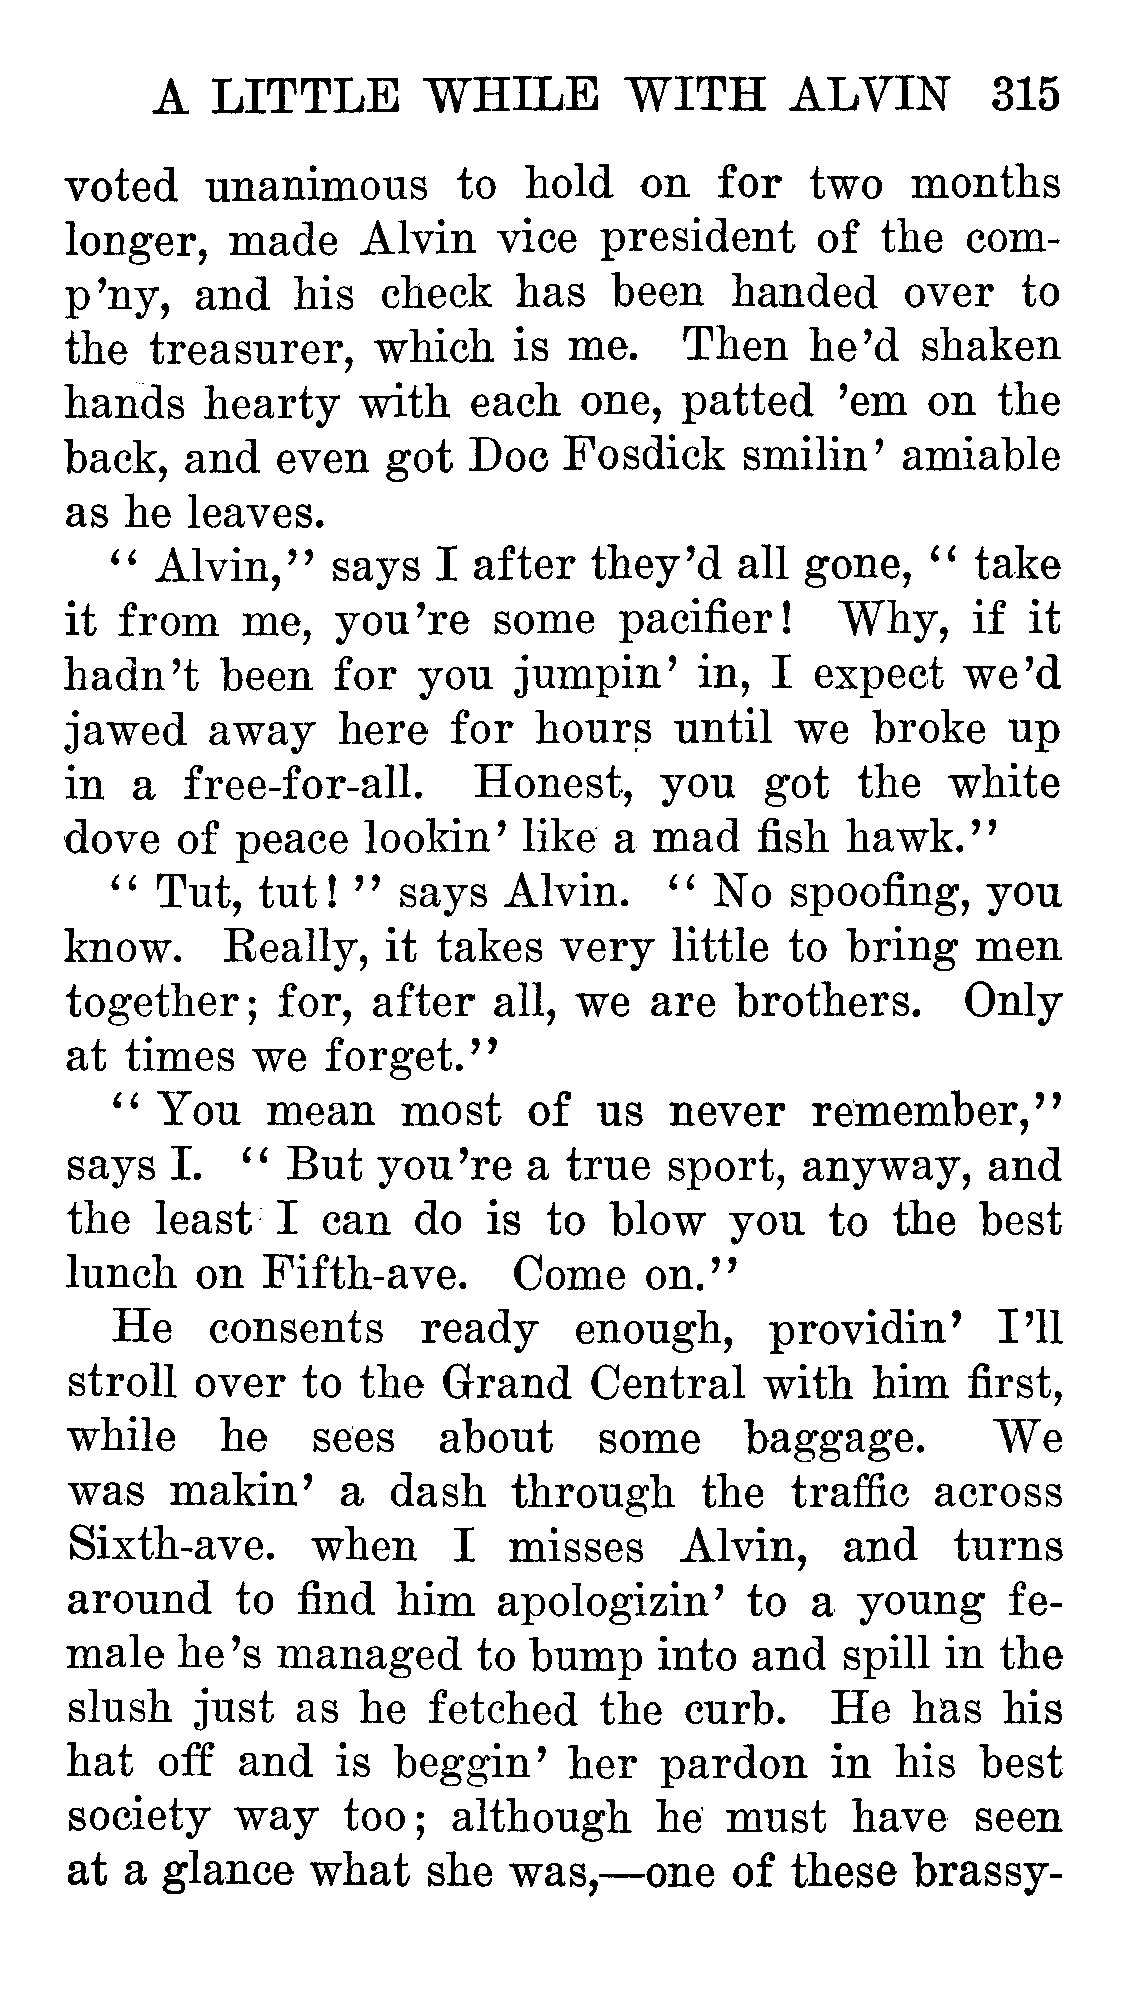 A LITTLE WHILE WITH ALVIN 315
voted unanimous to hold on for two months
longer, made Alvin vice president of the com-
p'ny, and his check has been handed over to
the treasurer, which is me. Then he'd shaken
hands hearty with each one, patted 'em on the
back, and even got Doc Fosdick smilin' amiable
as he leaves.
“ Alvin,” says I after they'd all gone, “ take
it from me, you're some pacifier! Why, if it
hadn't been for you jumpin' in, I expect we'd
jawed away here for hours until we broke up
in a free-for-all. Honest, you got the white
dove of peace lookin' like a mad fish hawk.”
“ Tut, tut! ” says Alvin. “ No spoofing, you
know. Really, it takes very little to bring men
together; for, after all, we are brothers. Only
at times we forget.”
“ You mean most of us never remember,”
says I. “ But you're a true sport, anyway, and
the least I can do is to blow you to the best
lunch on Fifth-ave. Come on.”
He consents ready enough, providin' I'll
stroll over to the Grand Central with him first,
while he sees about some baggage. We
was makin' a dash through the traffic across
Sixth-ave. when I misses Alvin, and turns
around to find him apologizin' to a young fe-
male he's managed to bump into and spill in the
slush just as he fetched the curb. He has his
hat off and is beggin' her pardon in his best
society way too; although he must have seen
at a glance what she was,—one of these brassy-